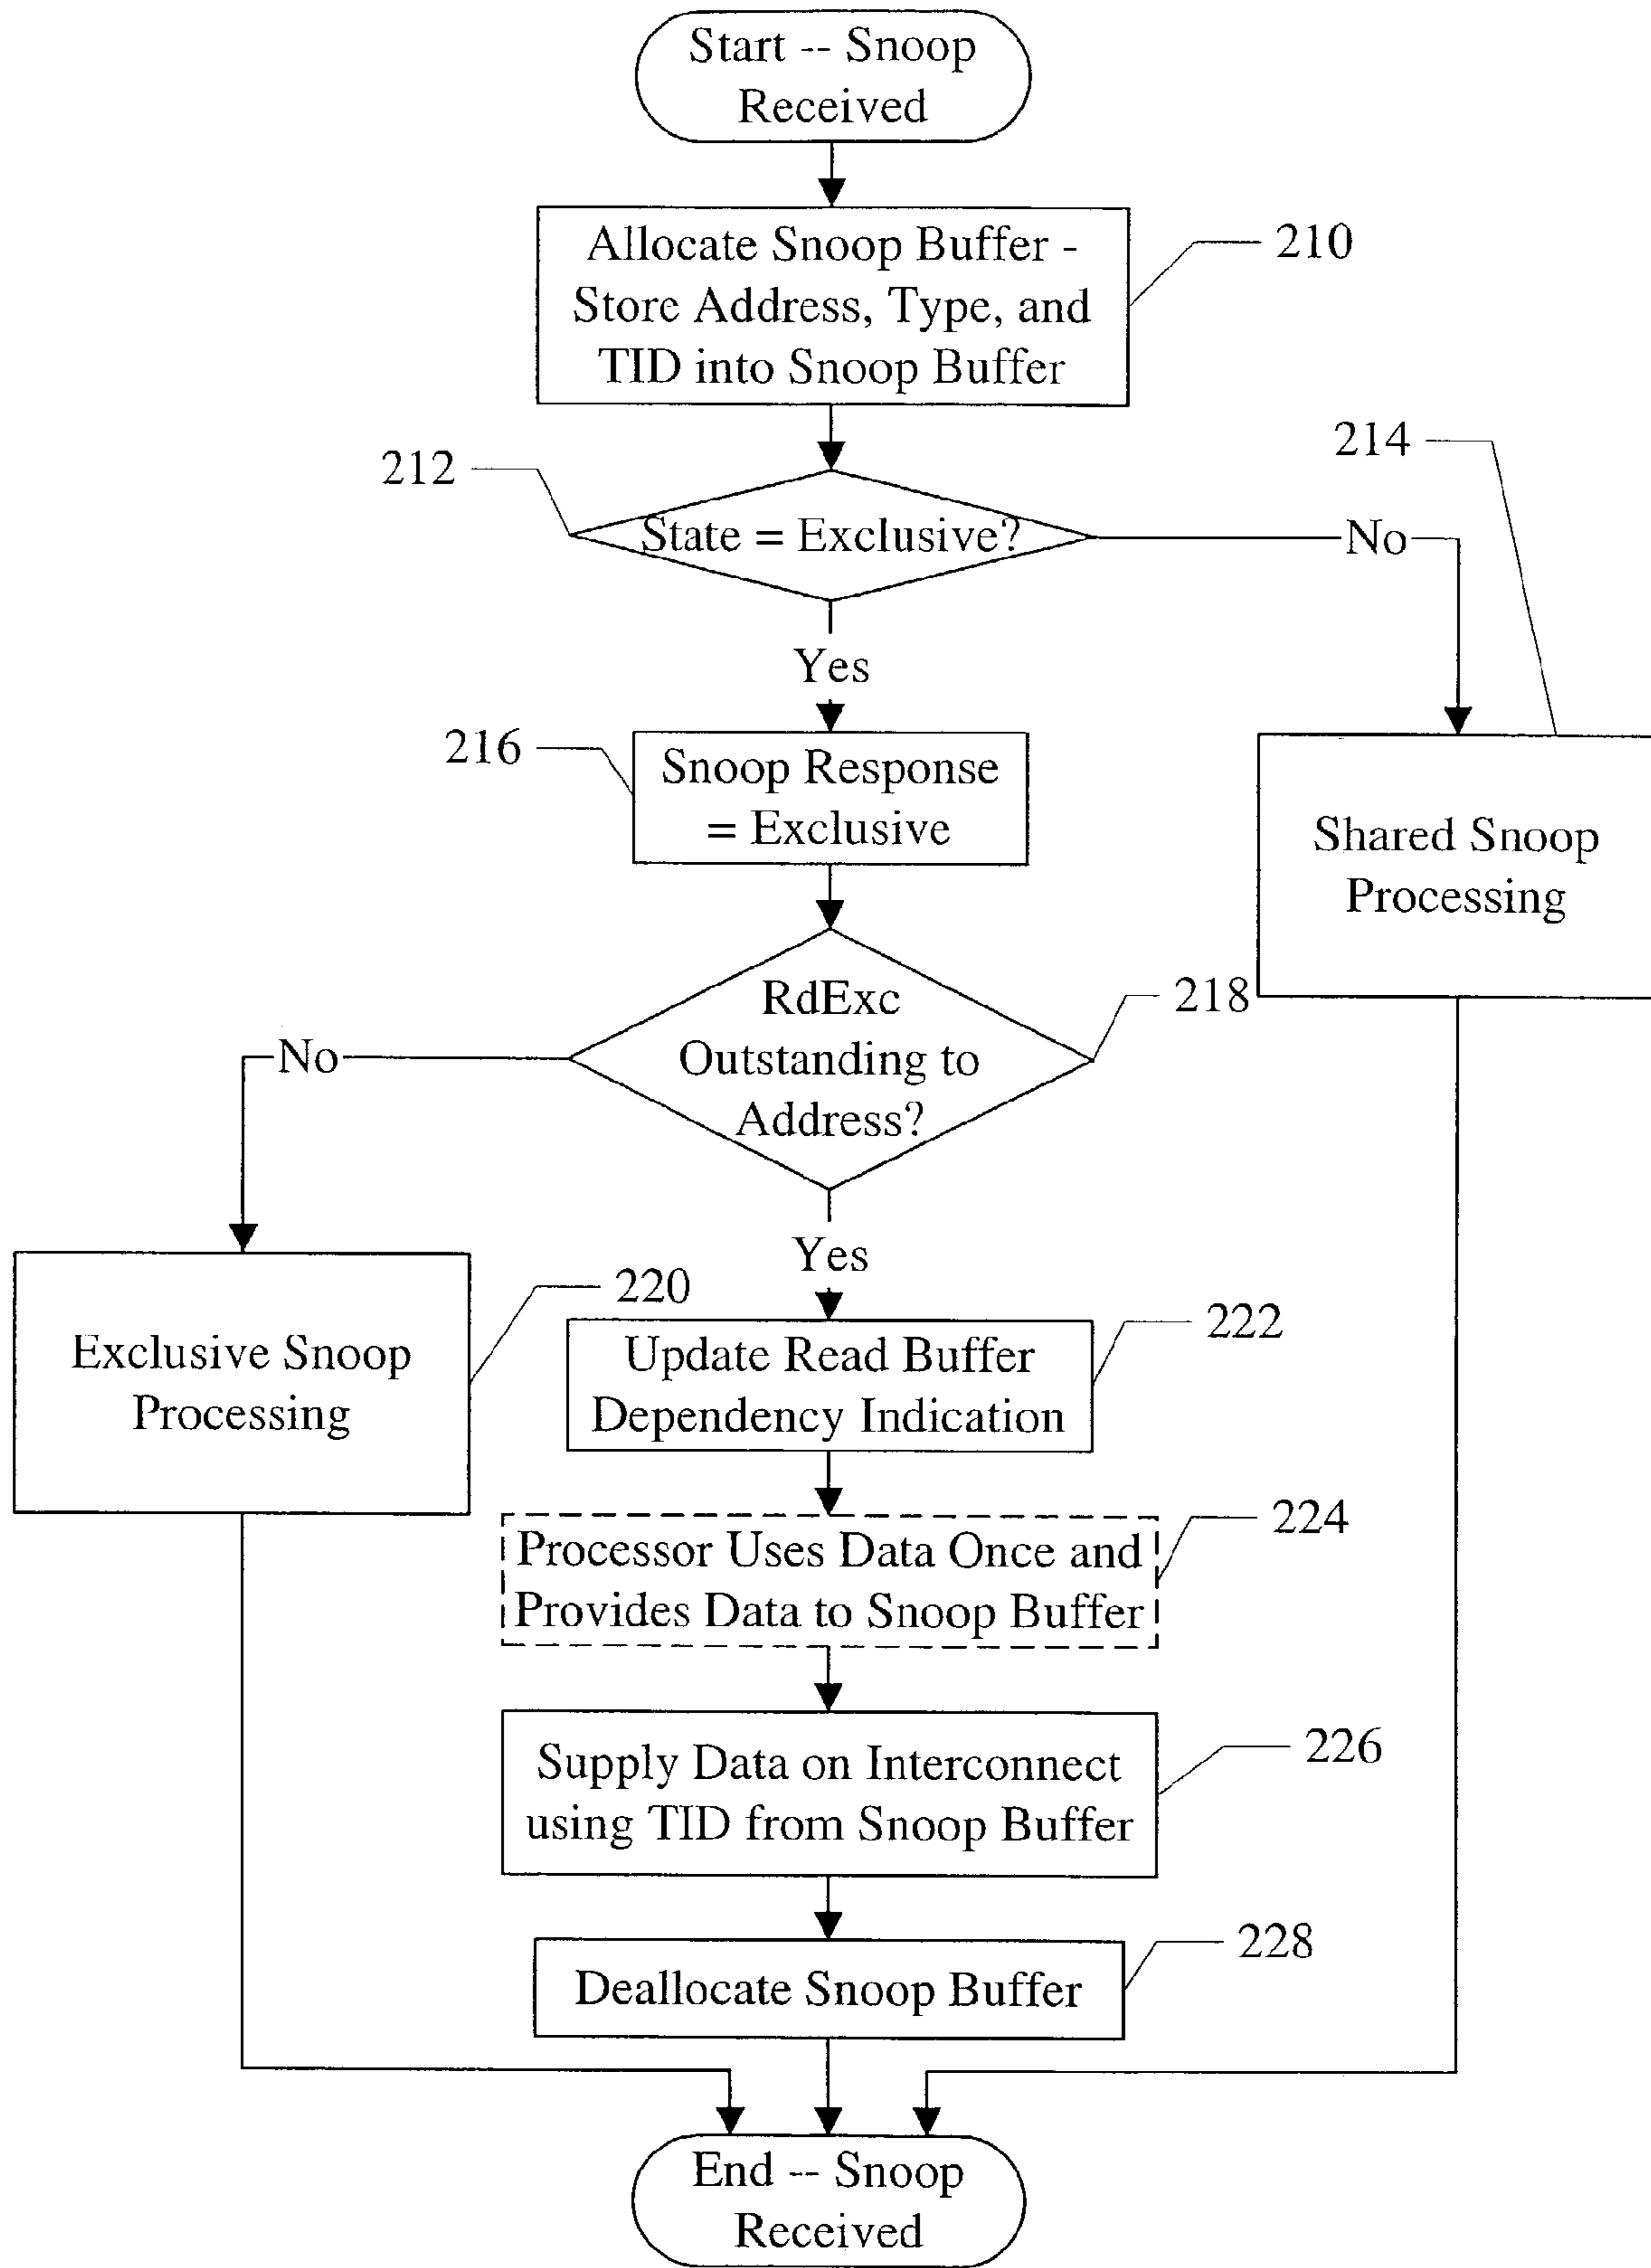 Start -- Snoop
Received
Allocate Snoop Buffer -
Store Address, Type, and
TID into Snoop Buffer
210
212
State = Exclusive?
No
214
Yes
216
Snoop Response
= Exclusive
Shared Snoop
Processing
RdExc
Outstanding to
Address?
218
No
Yes
Exclusive Snoop
Processing
220
Update Read Buffer
Dependency Indication
222
Processor Uses Data Once and
Provides Data to Snoop Buffer
224
Supply Data on Interconnect
using TID from Snoop Buffer
226
Deallocate Snoop Buffer
228
End -- Snoop
Received